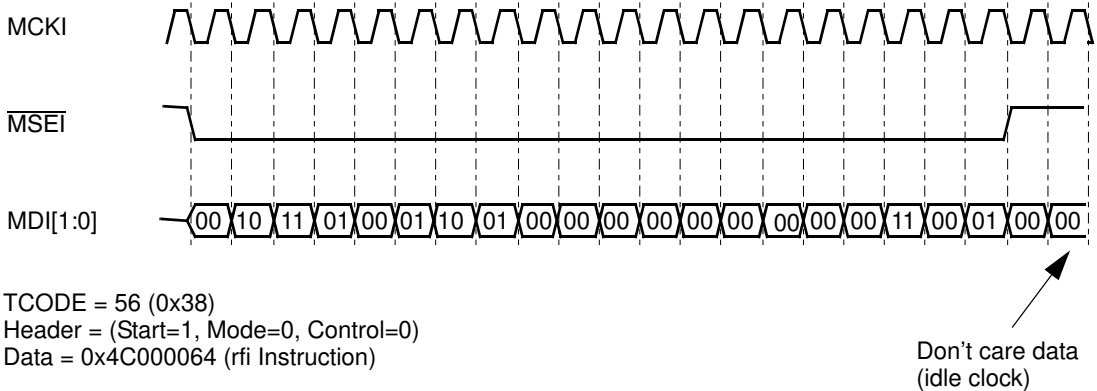 MCKI
MSEI
MDI[1:0]
00 10 11 01 00 01 10 01 00 00 00 00 00 00 00 00 11 00 01 00 00
TCODE = 56 (0x38)
Header = (Start=1, Mode=0, Control=0)
Data = 0x4C000064 (rfi Instruction)
Don't care data
(idle clock)